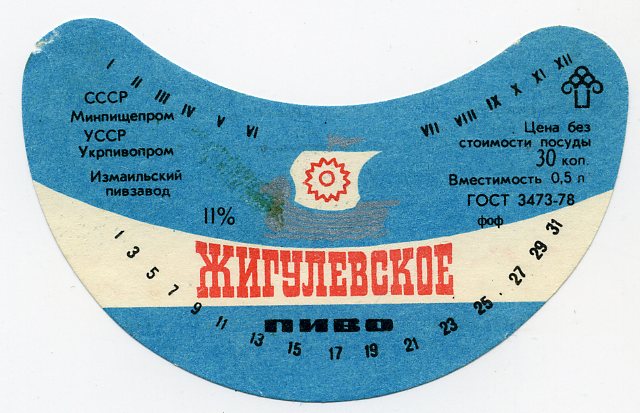 I II III IV V VI
VII VIII IX X XI XII
СССР
Минпищепром
УССР
Укрпивопром
Измаильский
пивзавод
11%
Цена без
стоимости посуды
30 коп.
Вместимость 0,5 л
ГОСТ 3473-78
фоф
ЖИГУЛЕВСКОЕ
ПИВО
1 3 5 7 9 11 13 15 17 19 21 23 25 27 29 31